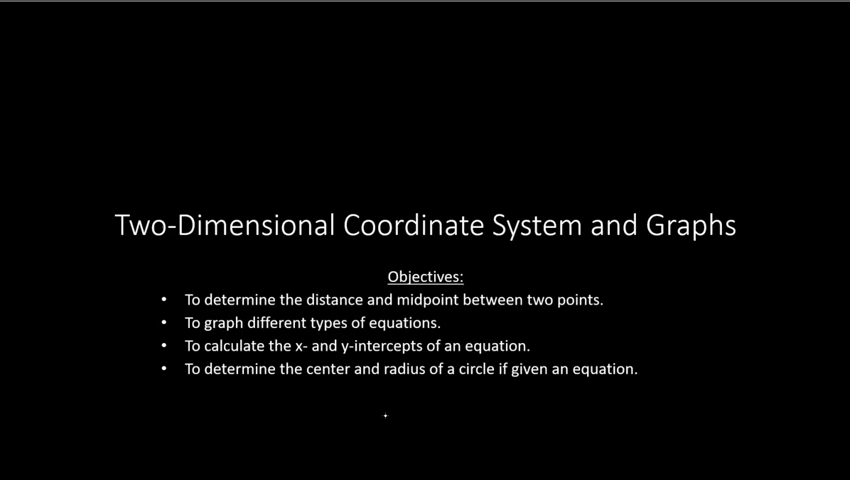 Two-Dimensional Coordinate System and Graphs
Objectives:
• To determine the distance and midpoint between two points.
• To graph different types of equations.
• To calculate the x- and y-intercepts of an equation.
• To determine the center and radius of a circle if given an equation.